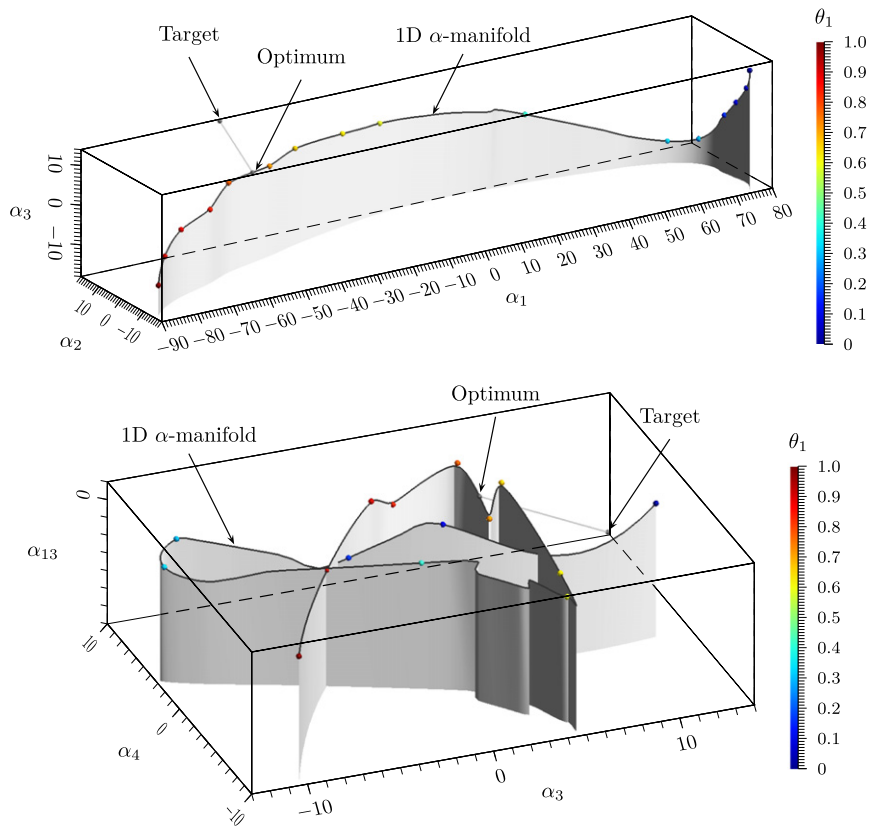 Target
Optimum
1D α-manifold
θ₁
1.0
0.9
0.8
0.7
0.6
0.5
0.4
0.3
0.2
0.1
0
α₃
10
0
−10
α₂
10
0
−10
−90 −80 −70 −60 −50 −40 −30 −20 −10 0 10 20 30 40 50 60 70 80
α₁
Optimum
Target
1D α-manifold
θ₁
1.0
0.9
0.8
0.7
0.6
0.5
0.4
0.3
0.2
0.1
0
0
α₁₃
10
0
−10
α₄
−10
0
10
α₃